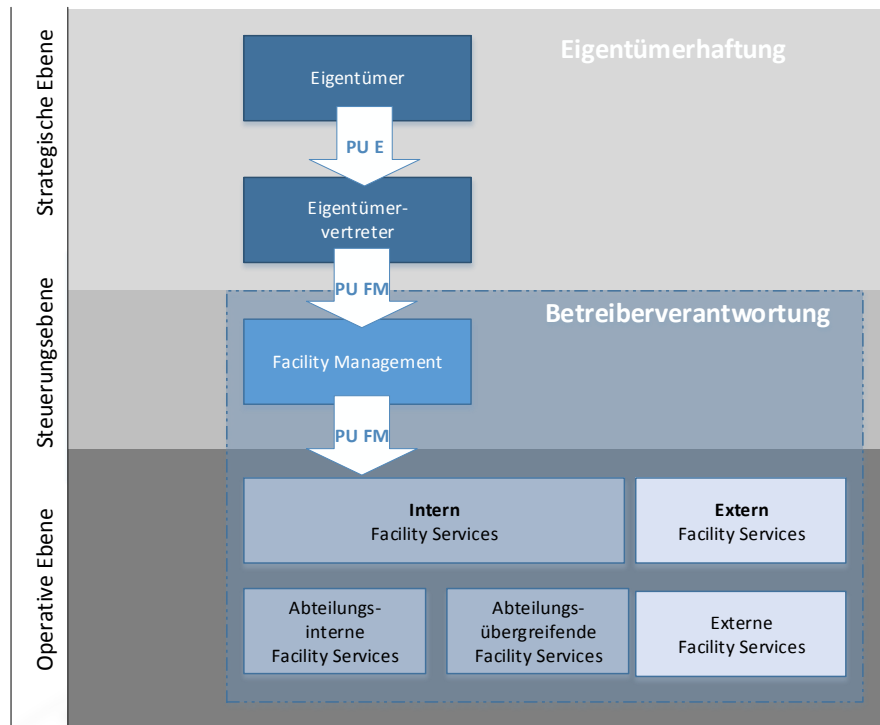 Strategische Ebene
Eigentümerhaftung
Eigentümer
PU E
Eigentümer-
vertreter
PU FM
Steuerungsebene
Betreiberverantwortung
Facility Management
PU FM
Operative Ebene
Intern
Facility Services
Extern
Facility Services
Abteilungs-
interne
Facility Services
Abteilungs-
übergreifende
Facility Services
Externe
Facility Services